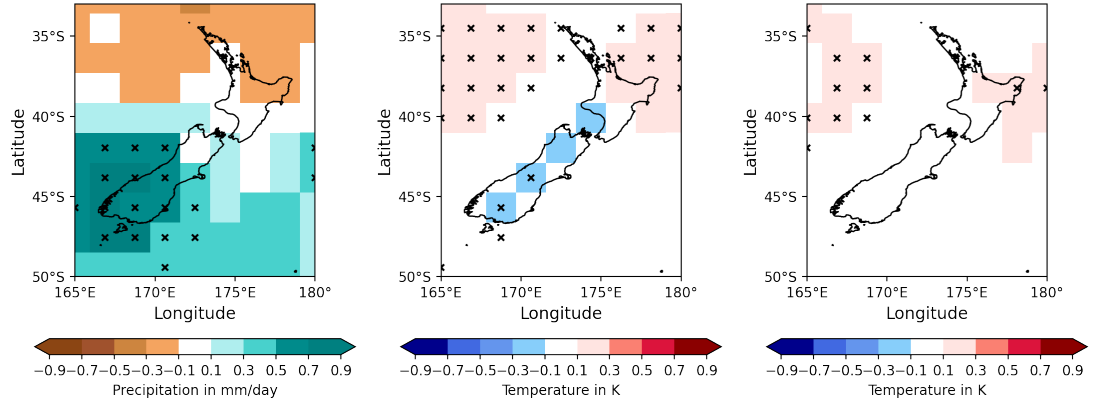 35°S
40°S
45°S
50°S
Latitude
165°E
170°E
175°E
180°
Longitude
−0.9−0.7−0.5−0.3−0.1 0.1 0.3 0.5 0.7 0.9
Precipitation in mm/day
35°S
40°S
45°S
50°S
Latitude
165°E
170°E
175°E
180°
Longitude
−0.9−0.7−0.5−0.3−0.1 0.1 0.3 0.5 0.7 0.9
Temperature in K
35°S
40°S
45°S
50°S
Latitude
165°E
170°E
175°E
180°
Longitude
−0.9−0.7−0.5−0.3−0.1 0.1 0.3 0.5 0.7 0.9
Temperature in K